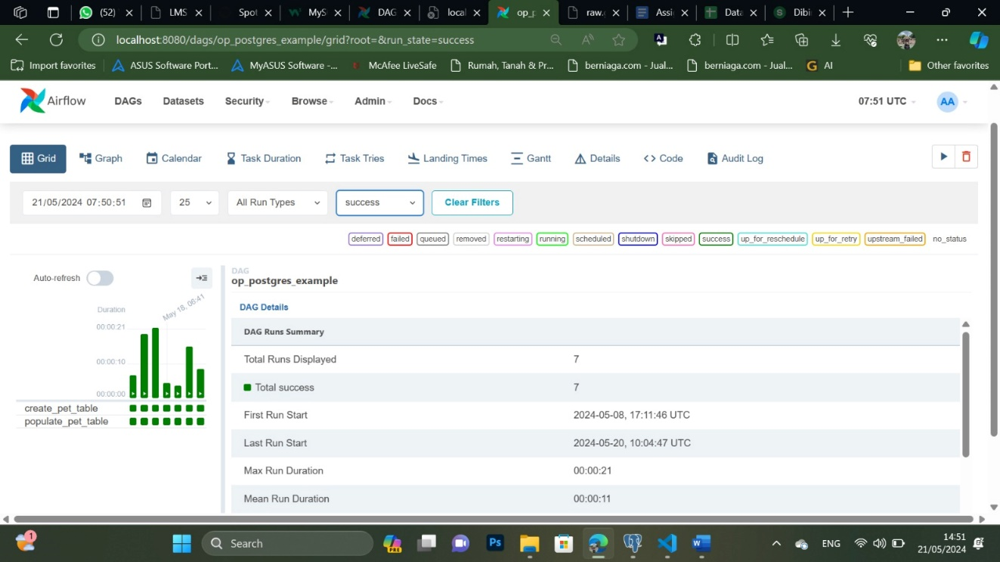 (52)
LMS
Spot
MyS
DAG
local
op_p
raw.g
Assi
Data
Dibi
localhost:8080/dags/op_postgres_example/grid?root=&run_state=success
Import favorites
ASUS Software Port...
MyASUS Software -...
McAfee LiveSafe
Rumah, Tanah & Pr...
berniaga.com - Jual...
berniaga.com - Jual...
AI
Other favorites
Airflow
DAGs
Datasets
Security
Browse
Admin
Docs
07:51 UTC
AA
Grid
Graph
Calendar
Task Duration
Task Tries
Landing Times
Gantt
Details
Code
Audit Log
21/05/2024 07:50:51
25
All Run Types
success
Clear Filters
deferred
failed
queued
removed
restarting
running
scheduled
shutdown
skipped
success
up_for_reschedule
up_for_retry
upstream_failed
no_status
Auto-refresh
DAG
op_postgres_example
May 18, 06:41
Duration
00:00:21
00:00:10
00:00:00
create_pet_table
populate_pet_table
DAG Details
DAG Runs Summary
Total Runs Displayed 7
Total success 7
First Run Start 2024-05-08, 17:11:46 UTC
Last Run Start 2024-05-20, 10:04:47 UTC
Max Run Duration 00:00:21
Mean Run Duration 00:00:11
1
Search
PRE
Ps
W
ENG
14:51
21/05/2024